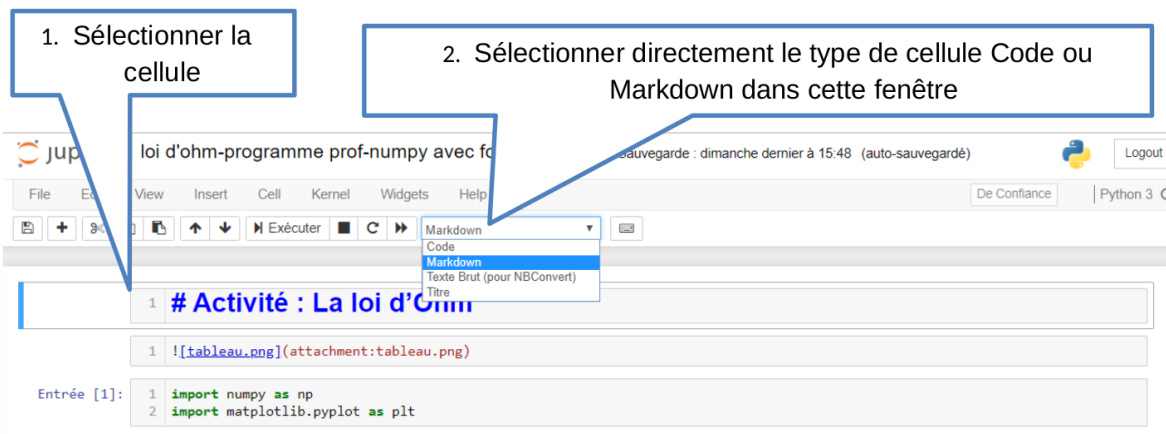 1. Sélectionner la
cellule
2. Sélectionner directement le type de cellule Code ou
Markdown dans cette fenêtre
loi d'ohm-programme prof-numpy avec
Sauvegarde : dimanche dernier à 15:48 (auto-sauvegardé)
Logout
File View Insert Cell Kernel Widgets Help
De Confiance
Python 3
Exécuter
Markdown
Code
Markdown
Texte Brut (pour NBConvert)
Titre
1 # Activité : La loi d'Ohm
1 ![tableau.png](attachment:tableau.png)
Entrée [1]:
1 import numpy as np
2 import matplotlib.pyplot as plt